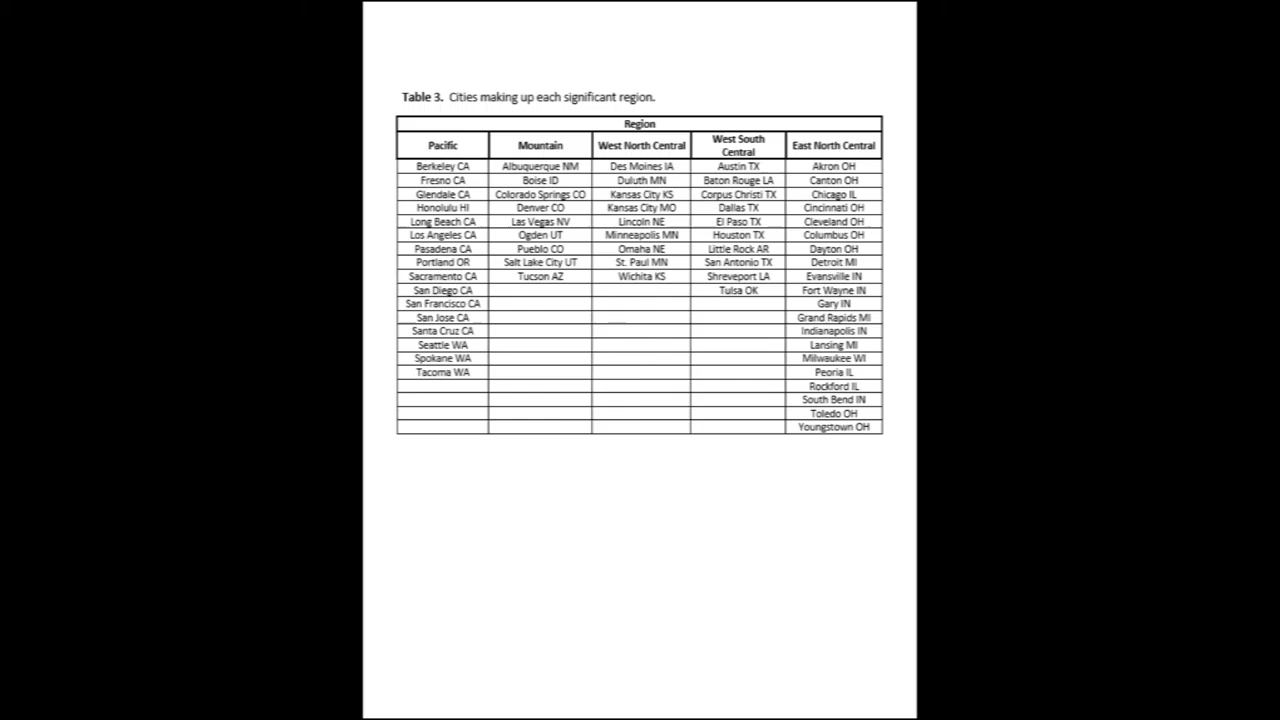 Table 3. Cities making up each significant region.
Region
Pacific Mountain West North Central West South Central East North Central
Berkeley CA Albuquerque NM Des Moines IA Austin TX Akron OH
Fresno CA Boise ID Duluth MN Baton Rouge LA Canton OH
Glendale CA Colorado Springs CO Kansas City KS Corpus Christi TX Chicago IL
Honolulu HI Denver CO Kansas City MO Dallas TX Cincinnati OH
Long Beach CA Las Vegas NV Lincoln NE El Paso TX Cleveland OH
Los Angeles CA Ogden UT Minneapolis MN Houston TX Columbus OH
Pasadena CA Pueblo CO Omaha NE Little Rock AR Dayton OH
Portland OR Salt Lake City UT St. Paul MN San Antonio TX Detroit MI
Sacramento CA Tucson AZ Wichita KS Shreveport LA Evansville IN
San Diego CA Tulsa OK Fort Wayne IN
San Francisco CA Gary IN
San Jose CA Grand Rapids MI
Santa Cruz CA Indianapolis IN
Seattle WA Lansing MI
Spokane WA Milwaukee WI
Tacoma WA Peoria IL
Rockford IL
South Bend IN
Toledo OH
Youngstown OH